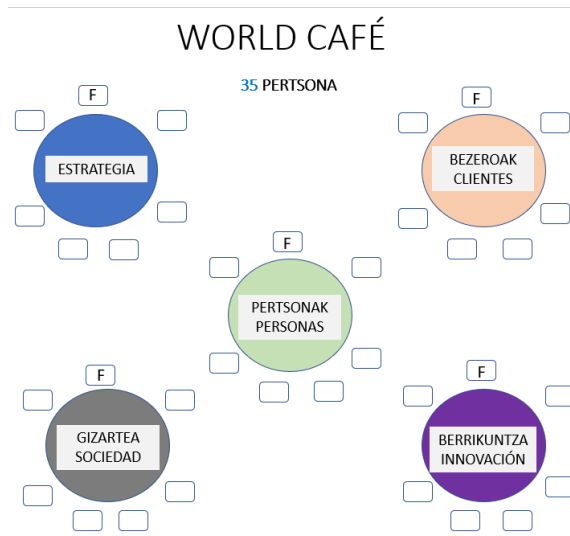 WORLD CAFÉ
35 PERTSONA
F
ESTRATEGIA
F
BEZEROAK
CLIENTES
F
PERTSONAK
PERSONAS
F
GIZARTEA
SOCIEDAD
F
BERRIKUNTZA
INNOVACIÓN